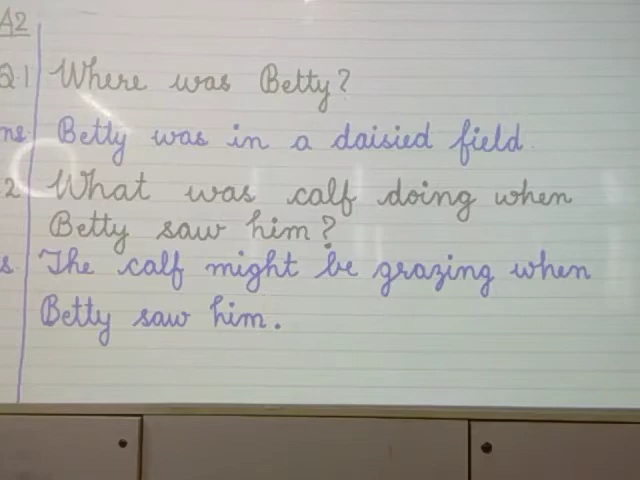 A2
Q.1 Where was Betty?
ns Betty was in a daisied field.
2 What was calf doing when
Betty saw him?
s The calf might be grazing when
Betty saw him.